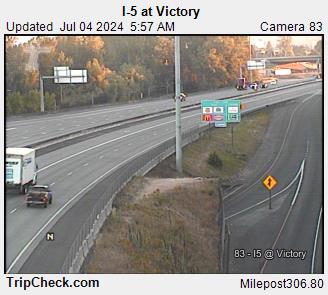 I-5 at Victory
Updated Jul 04 2024 5:57 AM
Camera 83
N
83 - I5 @ Victory
TripCheck.com
Milepost306.80